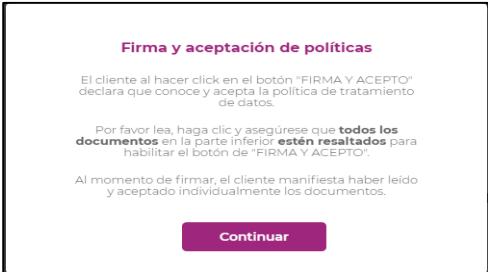 Firma y aceptación de políticas
El cliente al hacer click en el botón "FIRMA Y ACEPTO"
declara que conoce y acepta la política de tratamiento
de datos.
Por favor lea, haga clic y asegúrese que todos los
documentos en la parte inferior estén resaltados para
habilitar el botón de "FIRMA Y ACEPTO".
Al momento de firmar, el cliente manifiesta haber leído
y aceptado individualmente los documentos.
Continuar